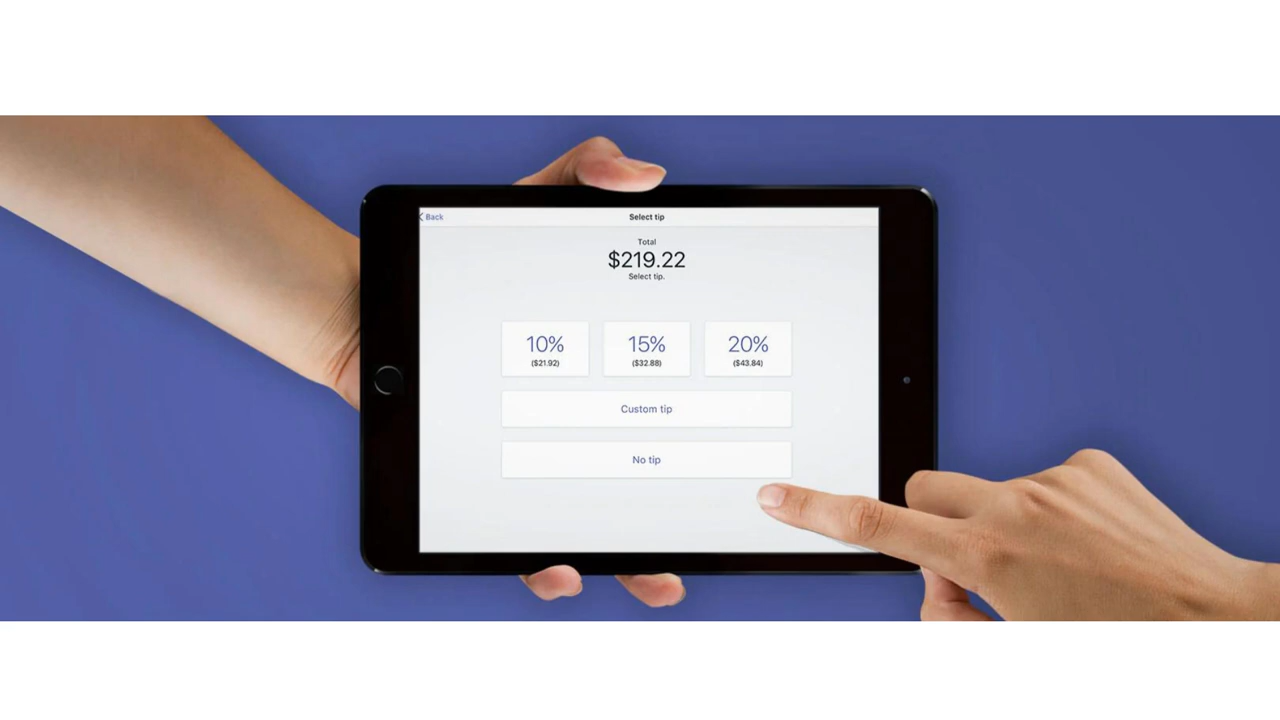 Back
Select tip
Total
$219.22
Select tip.
10% 15% 20%
($21.92) ($32.88) ($43.84)
Custom tip
No tip